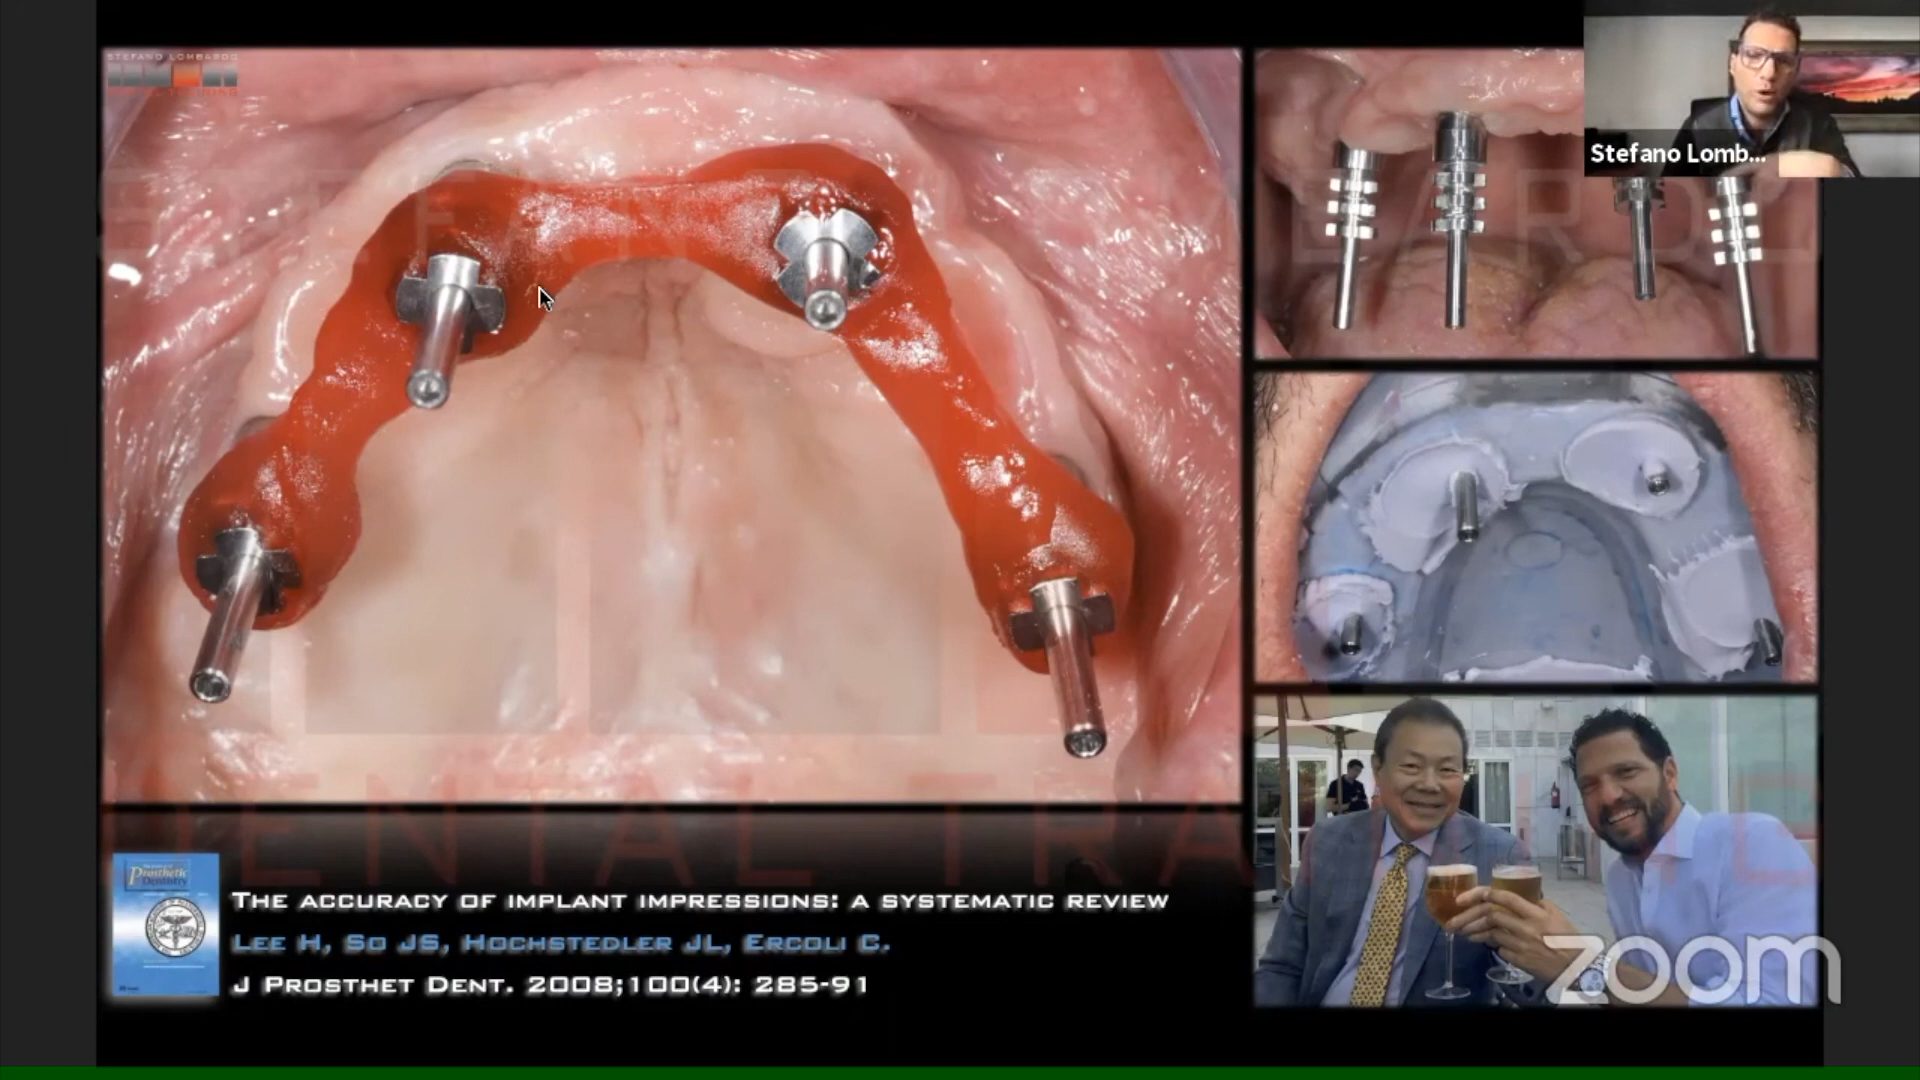 STEFANO LOMBARDO
Stefano Lomb...
Prosthetic
Dentistry
THE ACCURACY OF IMPLANT IMPRESSIONS: A SYSTEMATIC REVIEW
LEE H, SO JS, HOCHSTEDLER JL, ERCOLI C.
J PROSTHET DENT. 2008;100(4): 285-91
zoom